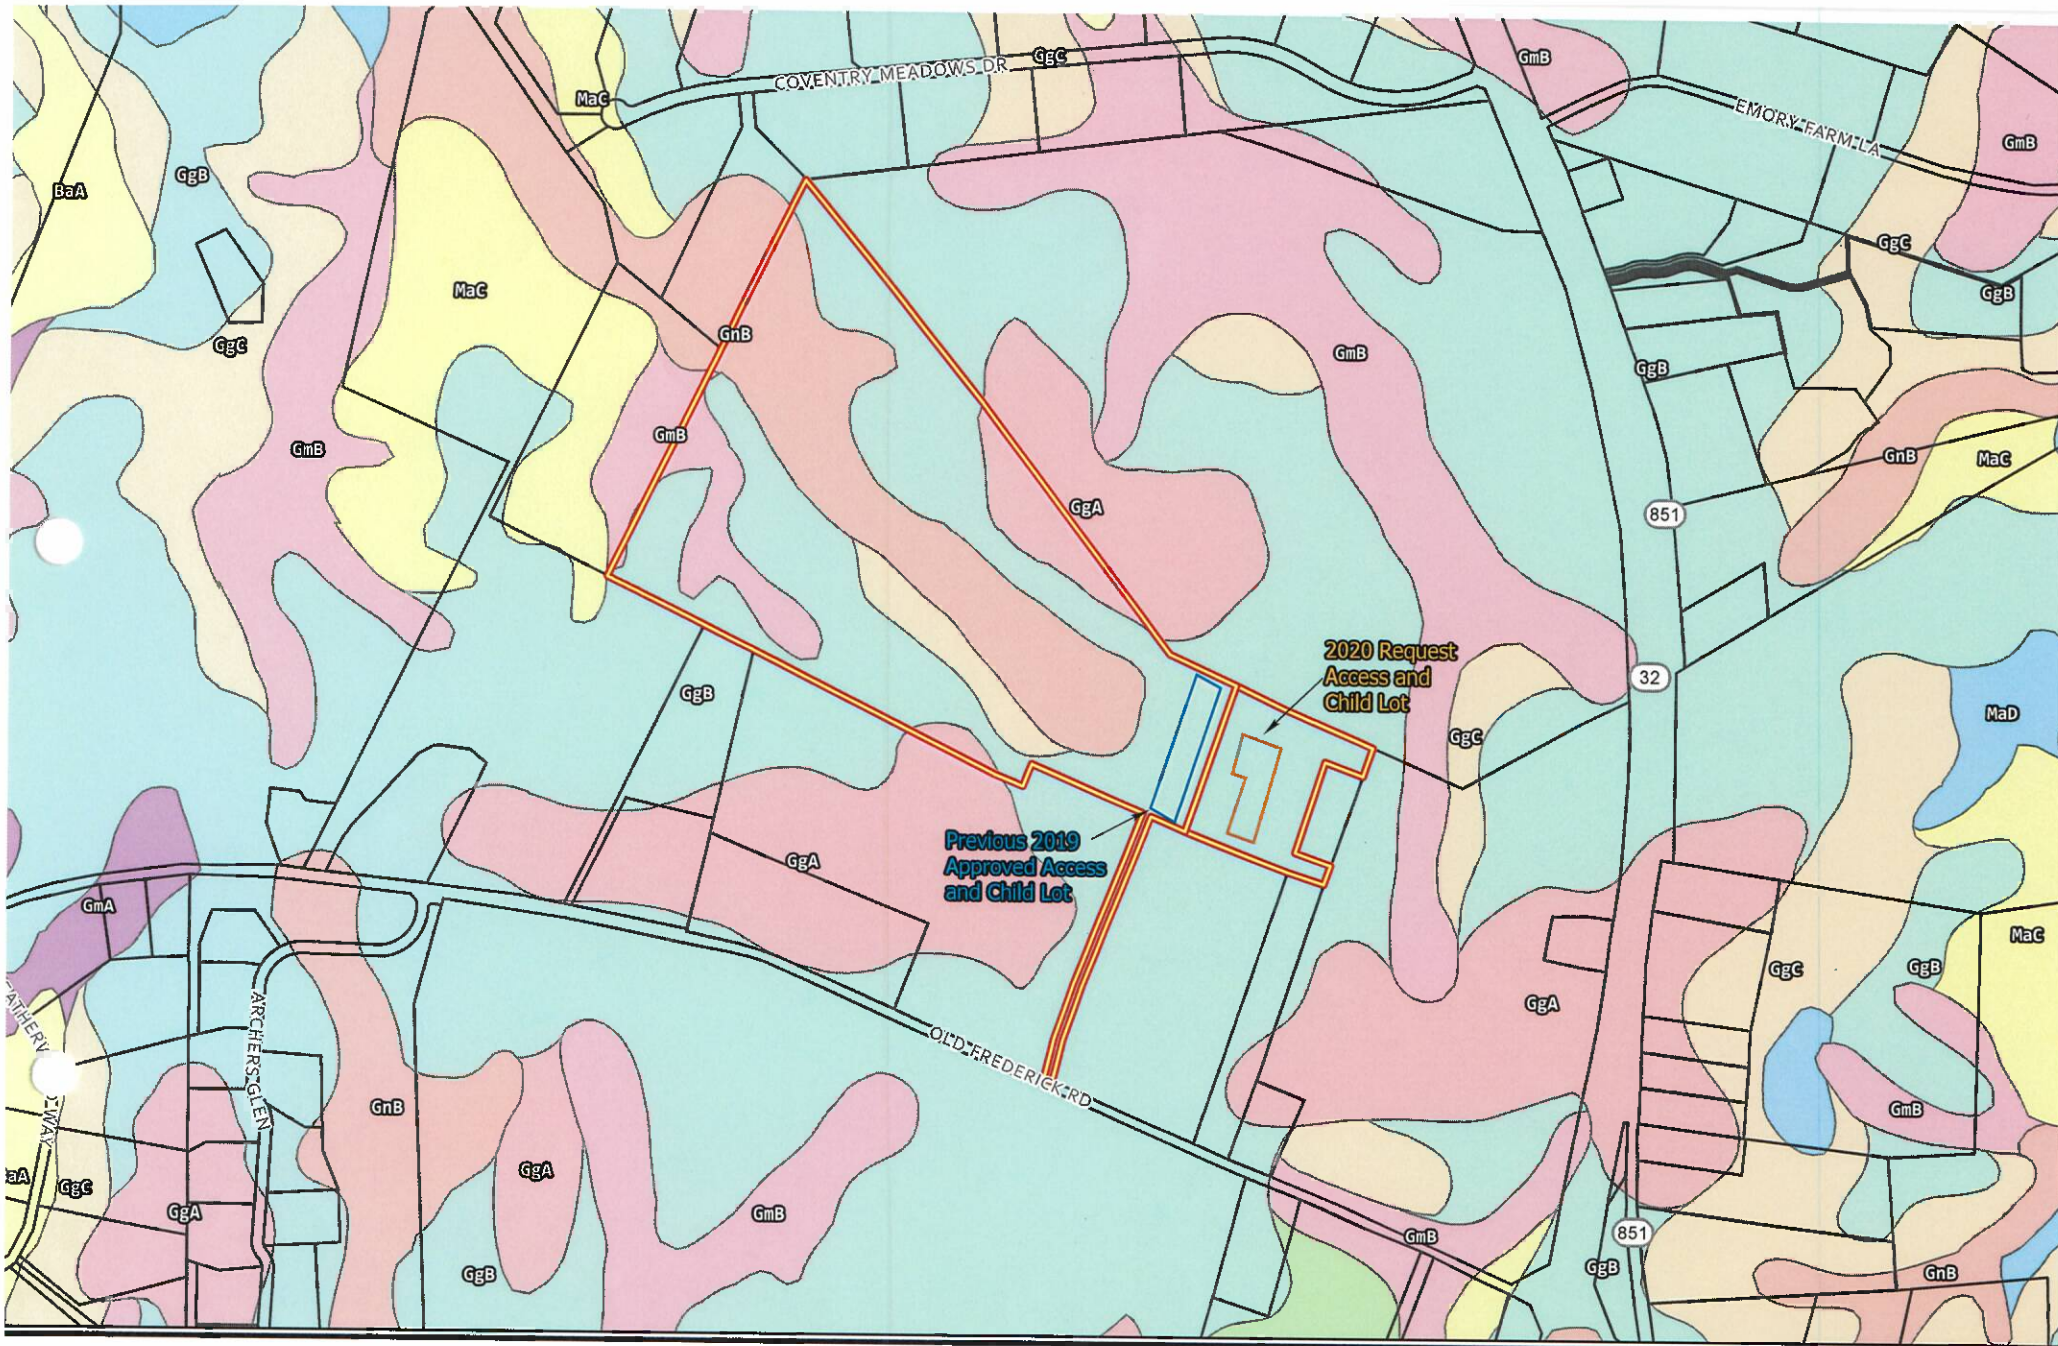 GgC
COVENTRY MEADOWS DR
GmB
MaC
EMORY FARM LA
GmB
GgB
BaA
GgC
MaC
GgB
GnB
GgC
GmB
GgB
GmB
GmB
GnB
MaC
GgA
851
2020 Request
Access and
Child Lot
32
GgB
MaD
GgC
Previous 2019
Approved Access
and Child Lot
GgA
GmA
MaC
GgC
GgB
GgA
ARCHERS GLEN
OLD FREDERICK RD
GnB
GmB
GgA
WAY
GgC
GgA
GmB
GmB
851
GgB
GgB
GnB